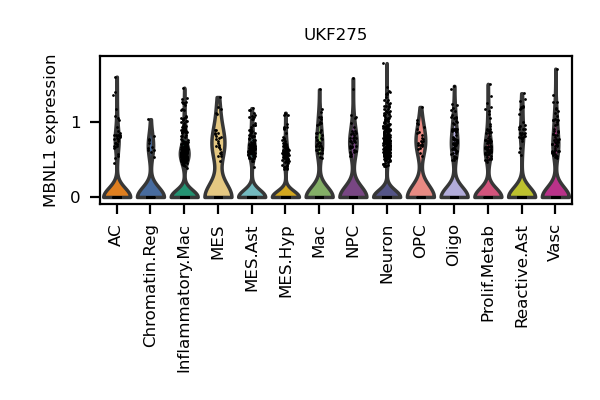 UKF275
MBNL1 expression
1
0
AC
Chromatin.Reg
Inflammatory.Mac
MES
MES.Ast
MES.Hyp
Mac
NPC
Neuron
OPC
Oligo
Prolif.Metab
Reactive.Ast
Vasc